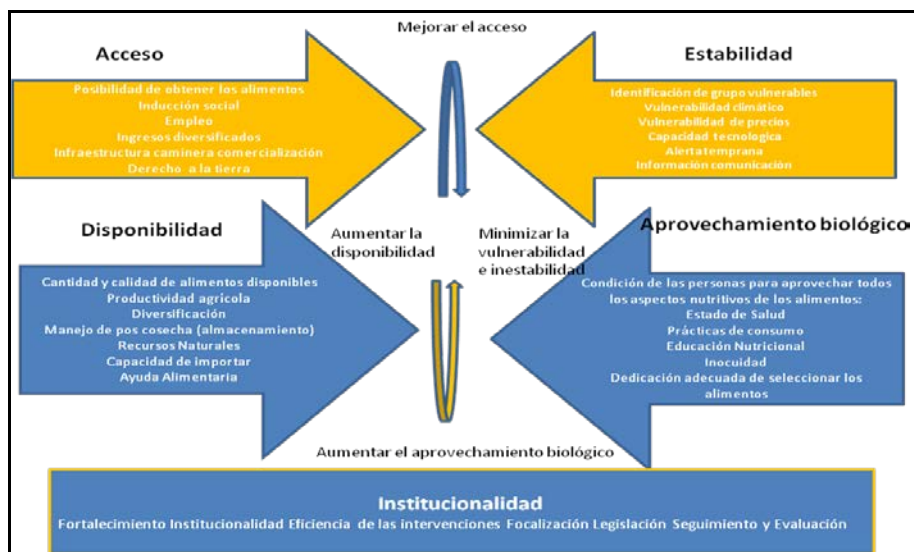 Mejorar el acceso
Acceso
Posibilidad de obtener los alimentos
Inducción social
Empleo
Ingresos diversificados
Infraestructura caminera comercialización
Derecho a la tierra
Estabilidad
Identificación de grupo vulnerables
Vulnerabilidad climático
Vulnerabilidad de precios
Capacidad tecnologica
Alerta temprana
Información comunicación
Disponibilidad
Cantidad y calidad de alimentos disponibles
Productividad agricola
Diversificación
Manejo de pos cosecha (almacenamiento)
Recursos Naturales
Capacidad de importar
Ayuda Alimentaria
Aumentar la
disponibilidad
Minimizar la
vulnerabilidad
e inestabilidad
Aprovechamiento biológico
Condición de las personas para aprovechar todos
los aspectos nutritivos de los alimentos:
Estado de Salud
Prácticas de consumo
Educación Nutricional
Inocuidad
Dedicación adecuada de seleccionar los
alimentos
Aumentar el aprovechamiento biológico
Institucionalidad
Fortalecimiento Institucionalidad Eficiencia de las intervenciones Focalización Legislación Seguimiento y Evaluación